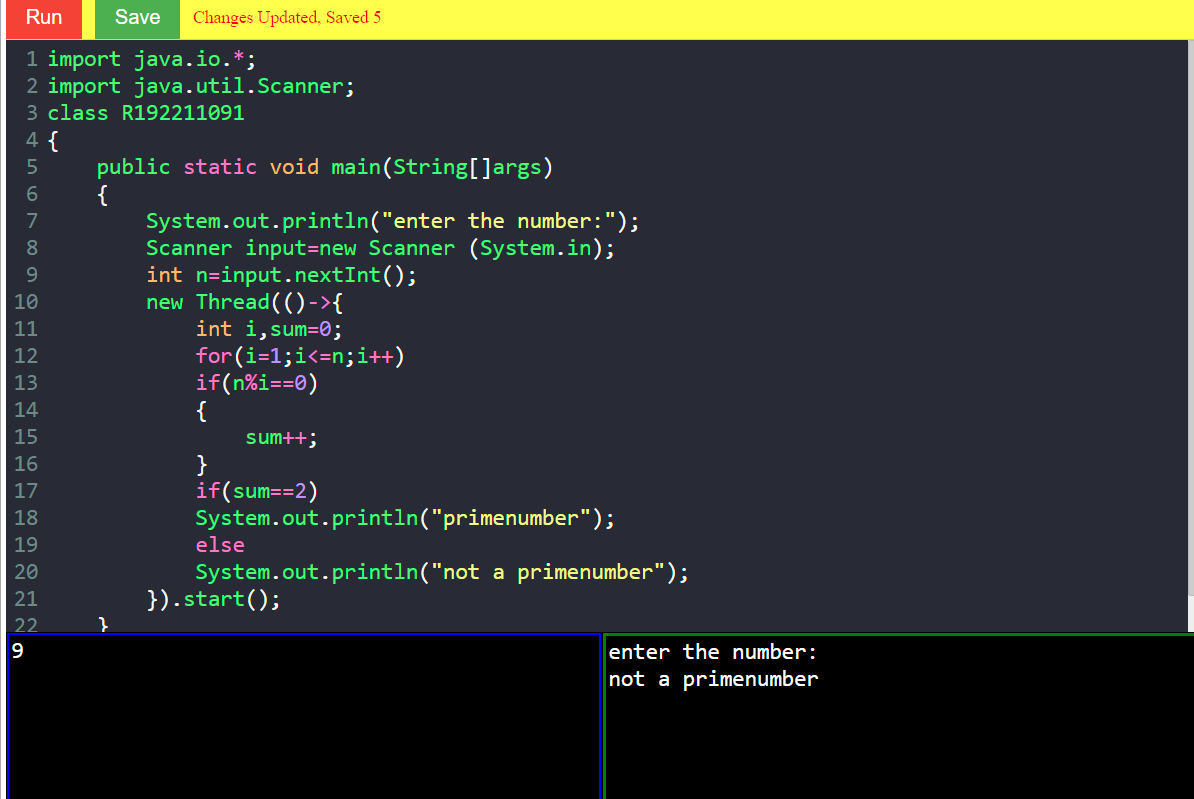 Run Save Changes Updated, Saved 5
1 import java.io.*;
2 import java.util.Scanner;
3 class R192211091
4 {
5     public static void main(String[]args)
6     {
7         System.out.println("enter the number:");
8         Scanner input=new Scanner (System.in);
9         int n=input.nextInt();
10         new Thread(()->{
11             int i,sum=0;
12             for(i=1;i<=n;i++)
13             if(n%i==0)
14             {
15                 sum++;
16             }
17             if(sum==2)
18             System.out.println("primenumber");
19             else
20             System.out.println("not a primenumber");
21         }).start();
22     }
9
enter the number:
not a primenumber